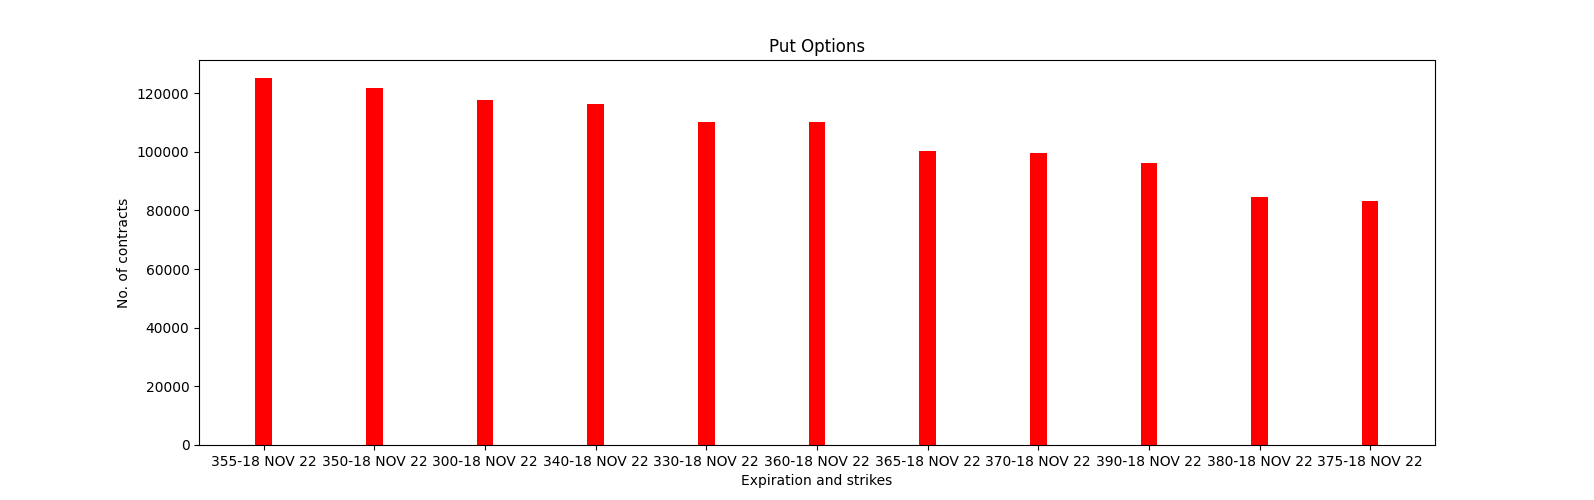 Put Options
120000
100000
80000
60000
40000
20000
0
No. of contracts
355-18 NOV 22 350-18 NOV 22 300-18 NOV 22 340-18 NOV 22 330-18 NOV 22 360-18 NOV 22 365-18 NOV 22 370-18 NOV 22 390-18 NOV 22 380-18 NOV 22 375-18 NOV 22
Expiration and strikes